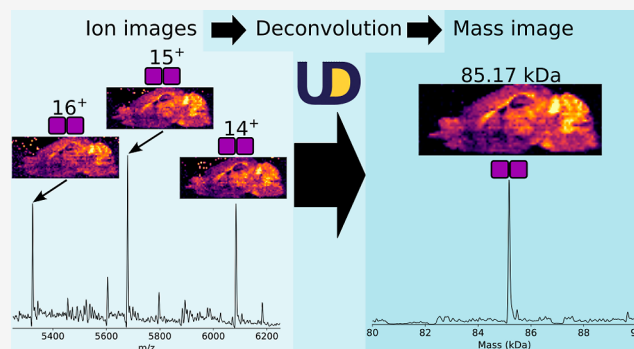 Ion images Deconvolution Mass image
15+
85.17 kDa
16+
14+
UD
5400 5600 5800 6000 6200
m/z
80 82 84 86 88 9
Mass (kDa)